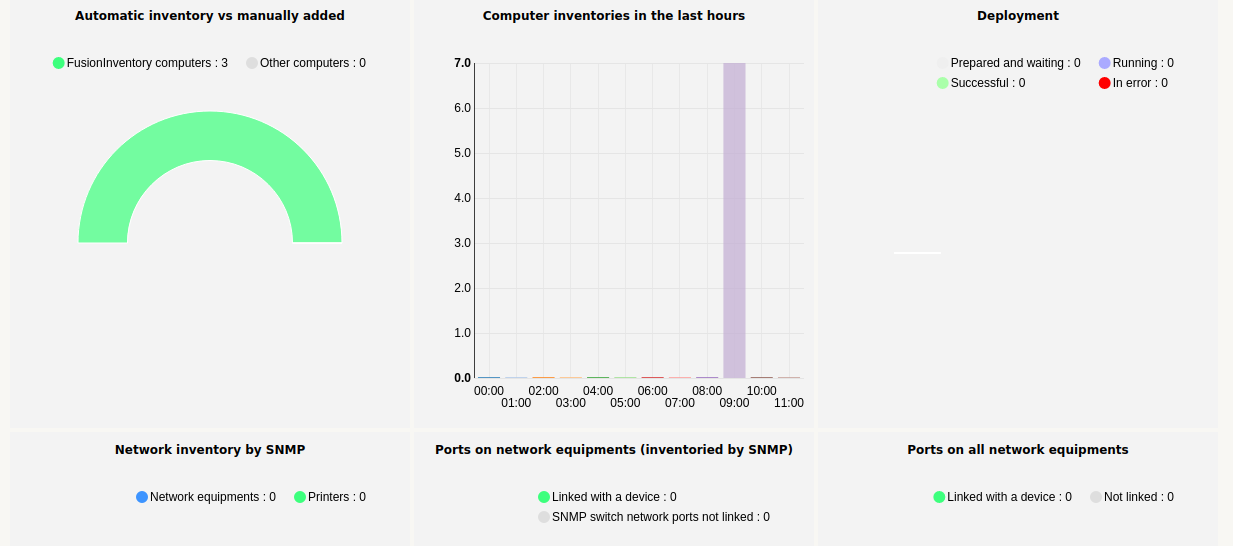 Automatic inventory vs manually added
FusionInventory computers : 3
Other computers : 0
Computer inventories in the last hours
7.0
6.0
5.0
4.0
3.0
2.0
1.0
0.0
00:00
01:00
02:00
03:00
04:00
05:00
06:00
07:00
08:00
09:00
10:00
11:00
Deployment
Prepared and waiting : 0
Running : 0
Successful : 0
In error : 0
Network inventory by SNMP
Network equipments : 0
Printers : 0
Ports on network equipments (inventoried by SNMP)
Linked with a device : 0
SNMP switch network ports not linked : 0
Ports on all network equipments
Linked with a device : 0
Not linked : 0